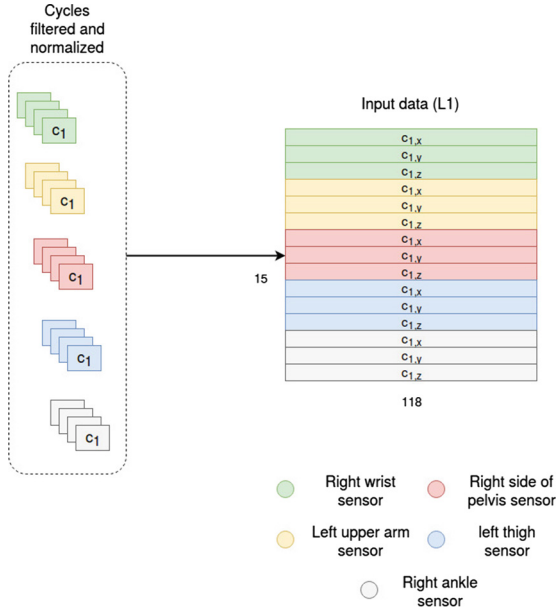 Cycles
filtered and
normalized
c1
c1
c1
c1
c1
Input data (L1)
c1,x
c1,y
c1,z
c1,x
c1,y
c1,z
c1,x
c1,y
c1,z
c1,x
c1,y
c1,z
c1,x
c1,y
c1,z
15
118
Right wrist
sensor
Right side of
pelvis sensor
Left upper arm
sensor
left thigh
sensor
Right ankle
sensor